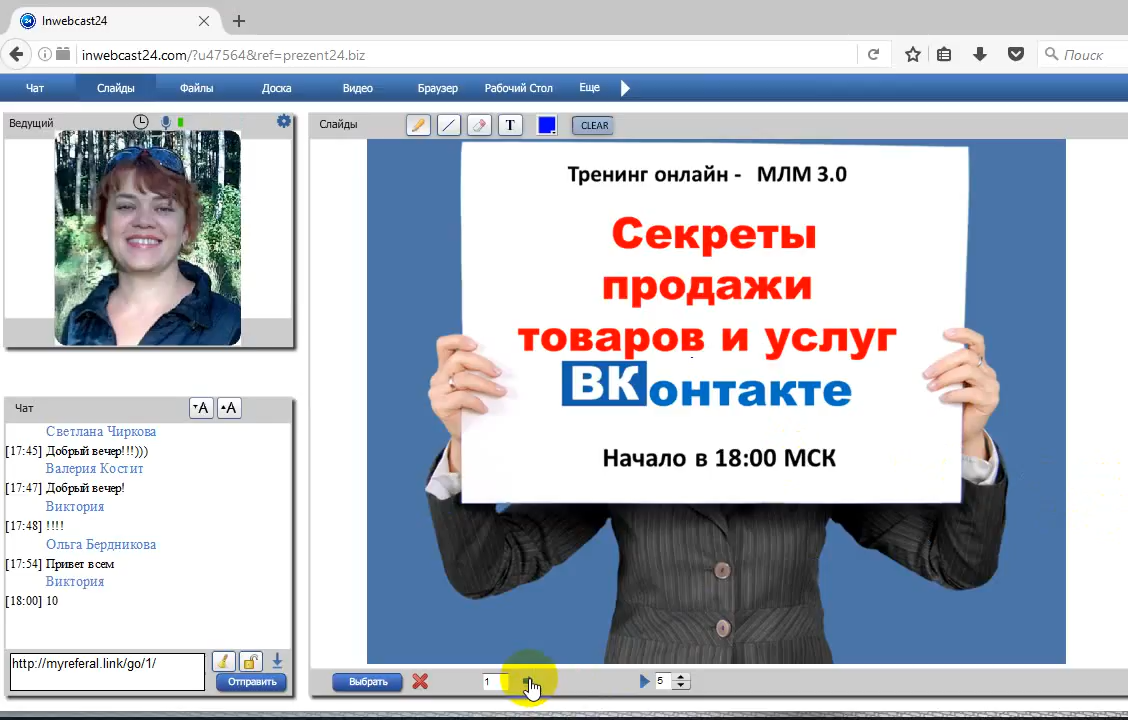 Inwebcast24
inwebcast24.com/?u47564&ref=prezent24.biz
Поиск
Чат
Слайды
Файлы
Доска
Видео
Браузер
Рабочий Стол
Еще
Ведущий
Слайды
T
CLEAR
Тренинг онлайн - МЛМ 3.0
Секреты
продажи
товаров и услуг
ВКонтакте
Начало в 18:00 МСК
Чат
▾A
▴A
Светлана Чиркова
[17:45] Добрый вечер!!!)))
Валерия Костит
[17:47] Добрый вечер!
Виктория
[17:48] !!!!
Ольга Бердникова
[17:54] Привет всем
Виктория
[18:00] 10
http://myreferal.link/go/1/
Отправить
Выбрать
1
5